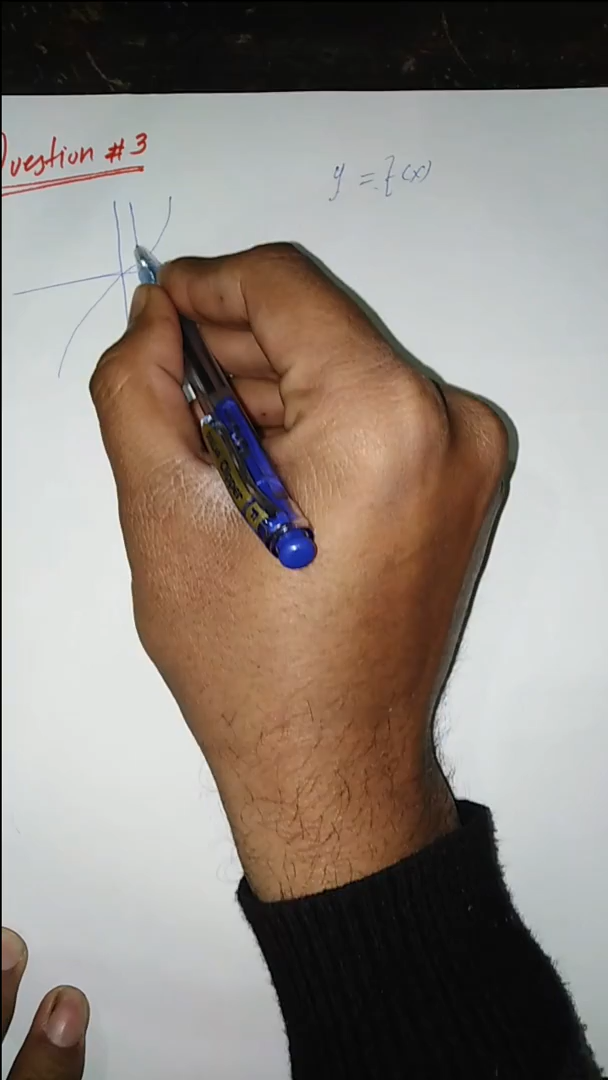 Question #3
y = f(x)